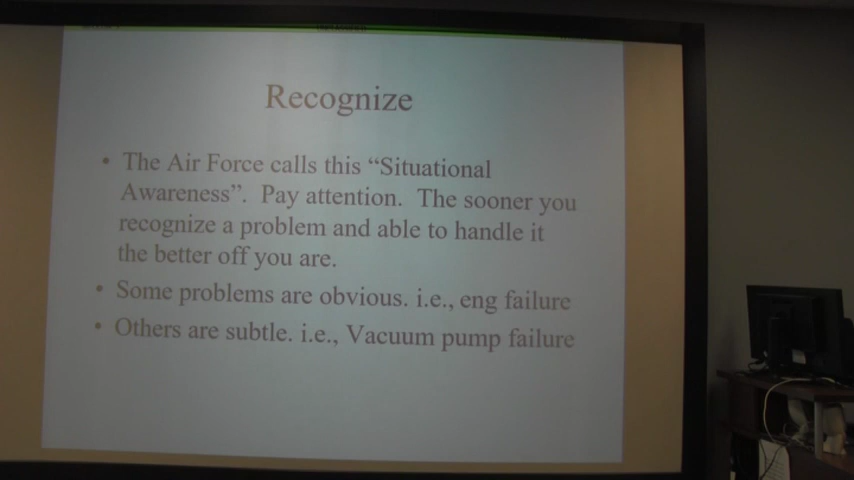 Recognize
• The Air Force calls this “Situational
Awareness”. Pay attention. The sooner you
recognize a problem and able to handle it
the better off you are.
• Some problems are obvious. i.e., eng failure
• Others are subtle. i.e., Vacuum pump failure